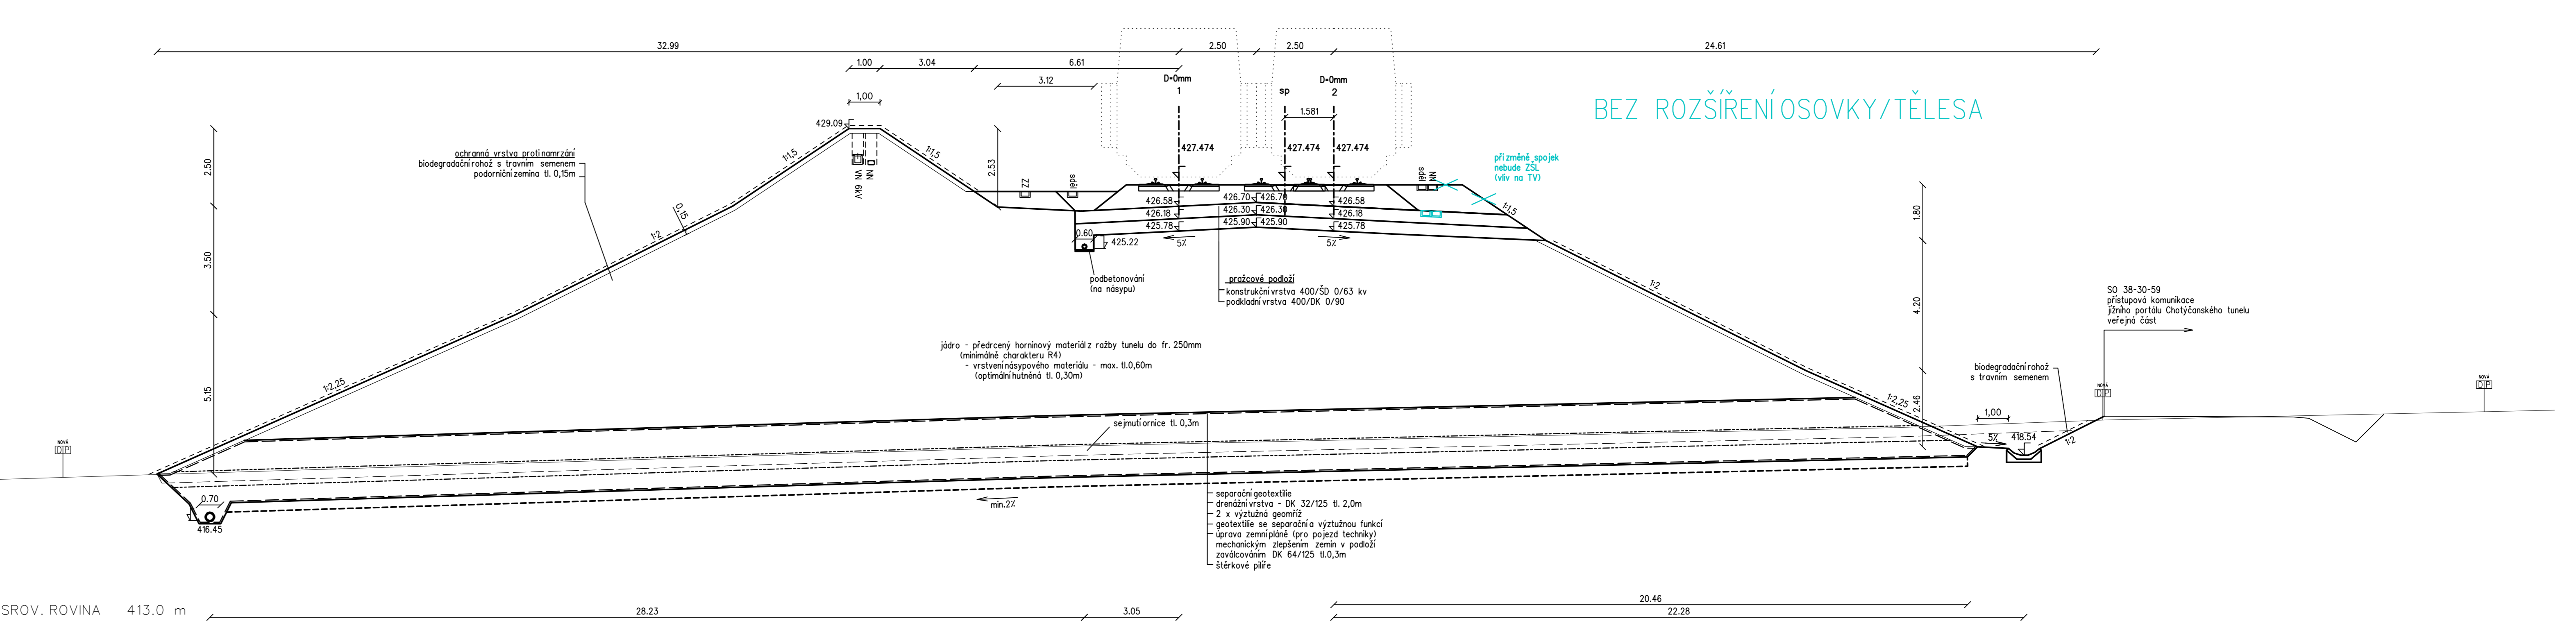 32.99
2.50
2.50
24.61
1.00
3.04
6.61
3.12
1,00
D=0mm
1
sp
D=0mm
2
1.581
BEZ ROZŠÍŘENÍ OSOVKY/TĚLESA
429.09
427.474
427.474
427.474
ochranná vrstva proti namrzání
biodegradační rohož s travním semenem
podorniční zemina tl. 0,15m
2.50
1:1,5
1:1,5
2.53
VN 6kV
NN
ZZ
sděl
sděl
NN
při změně spojek
nebude ZŠL
(vliv na TV)
0,15
1:2
3.50
426.58
426.70
426.70
426.58
426.18
426.30
426.30
426.18
425.78
425.90
425.90
425.78
1:1,5
1.80
0.60
425.22
5%
5%
podbetonování
(na násypu)
pražcové podloží
konstrukční vrstva 400/ŠD 0/63 kv
podkladní vrstva 400/DK 0/90
1:2
4.20
SO 38-30-59
přístupová komunikace
jižního portálu Chotýčanského tunelu
veřejná část
jádro - předrcený horninový materiál z ražby tunelu do fr. 250mm
(minimálně charakteru R4)
- vrstvení násypového materiálu - max. tl.0,60m
(optimální hutněná tl. 0,30m)
1:2,25
5.15
biodegradační rohož
s travním semenem
1:2,25
2.46
1,00
NOVÁ
D P
NOVÁ
D P
NOVÁ
D P
sejmutí ornice tl. 0,3m
5%
418.54
1:2
0.70
416.45
min.2%
separační geotextilie
drenážní vrstva - DK 32/125 tl. 2,0m
2 x výztužná geomříž
geotextilie se separační a výztužnou funkcí
úprava zemní pláně (pro pojezd techniky)
mechanickým zlepšením zemin v podloží
zaválcováním DK 64/125 tl.0,3m
štěrkové pilíře
SROV. ROVINA 413.0 m
28.23
3.05
20.46
22.28